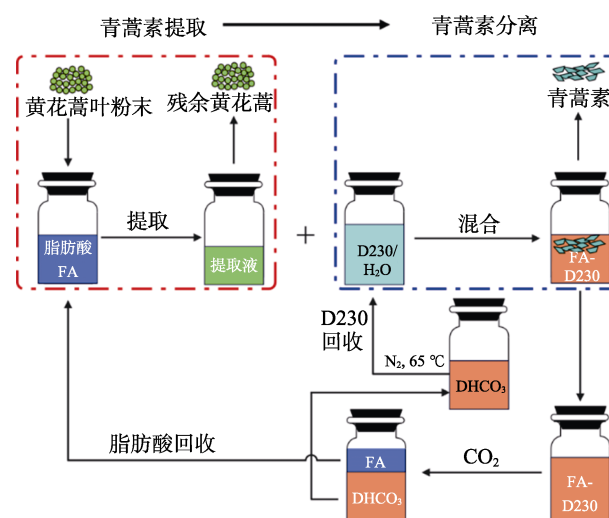 青蒿素提取
青蒿素分离
黄花蒿叶粉末
残余黄花蒿
青蒿素
脂肪酸
FA
提取
提取液
+
D230/
H₂O
混合
FA-
D230
D230
回收
N₂, 65 ℃
DHCO₃
脂肪酸回收
FA
DHCO₃
CO₂
FA-
D230